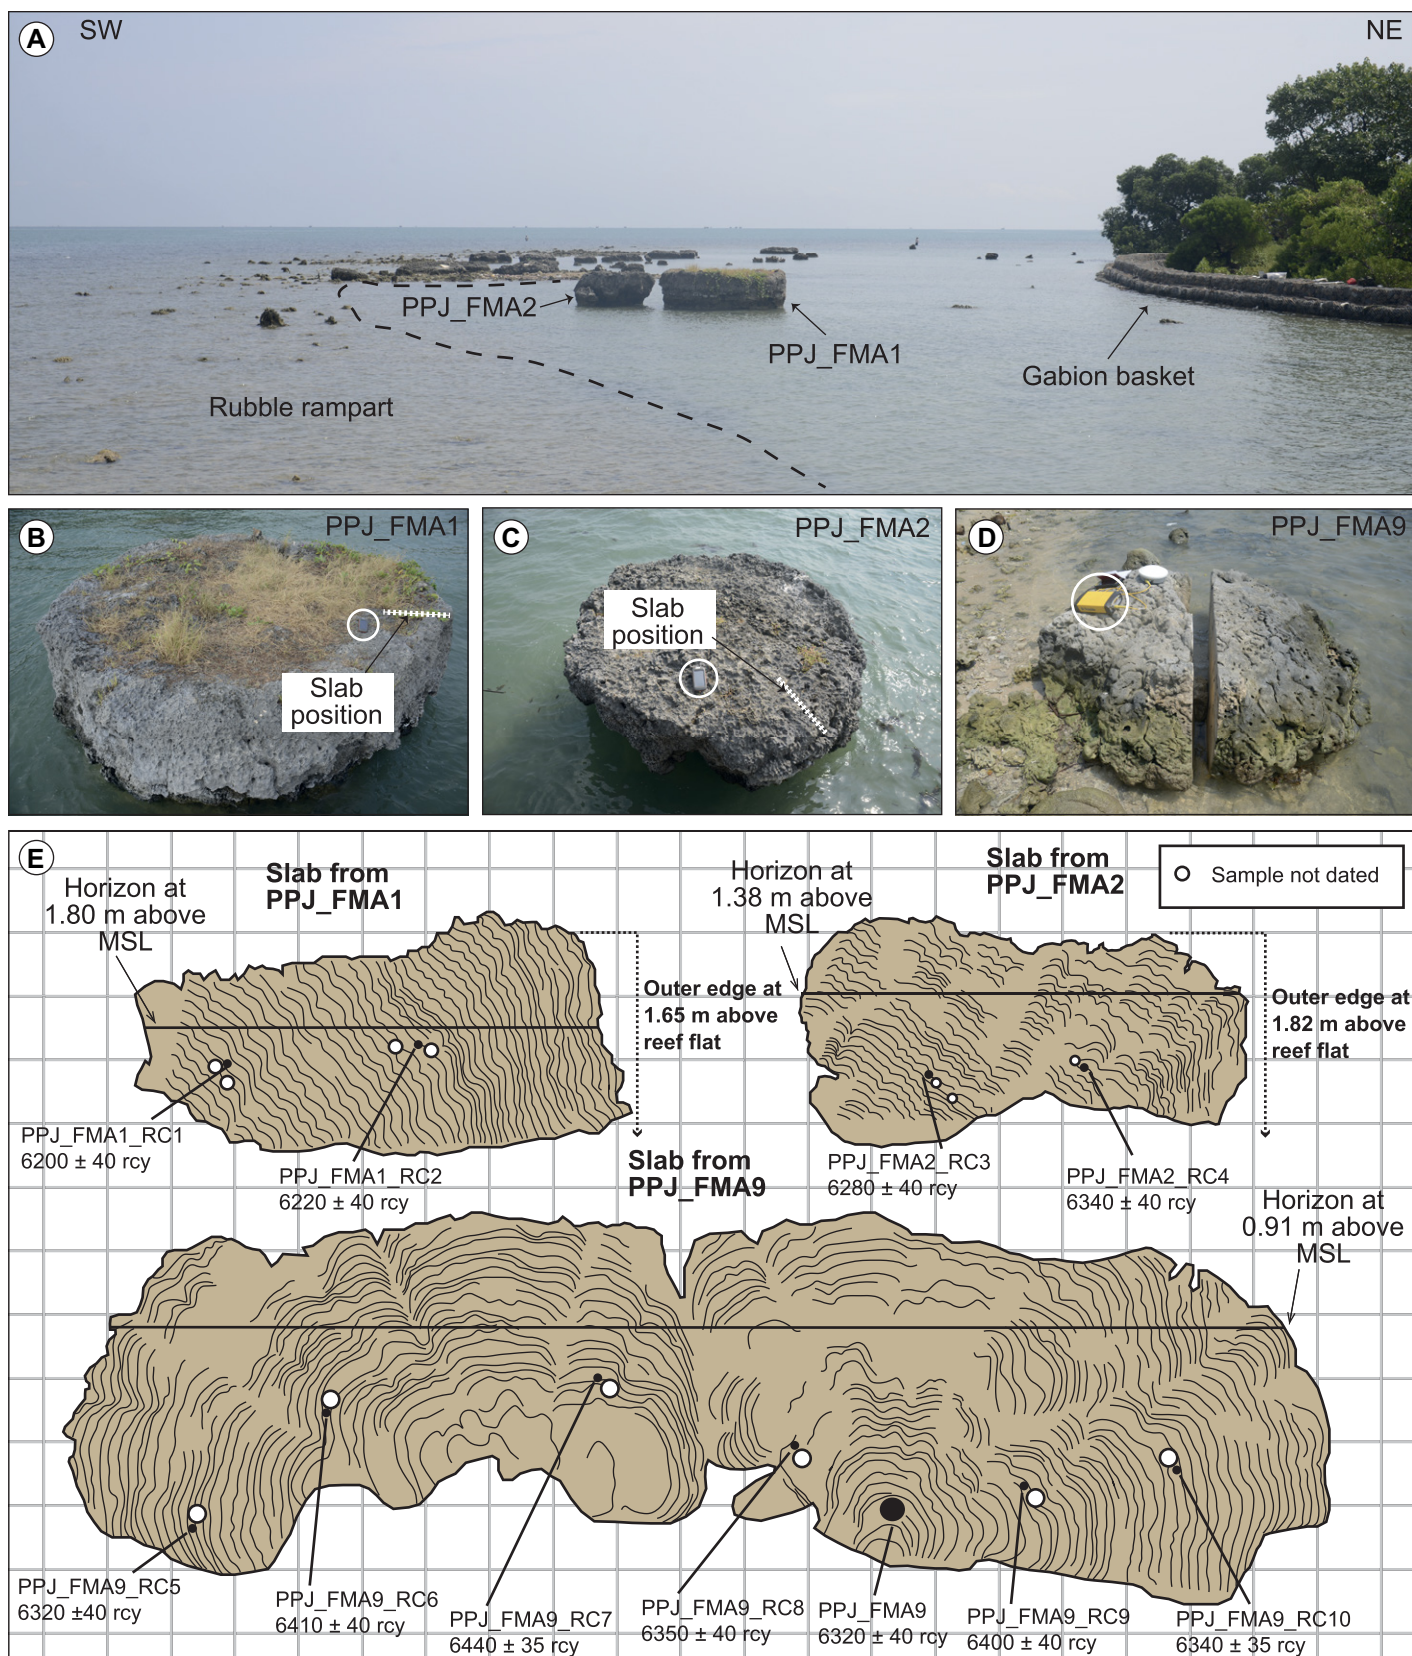 A
SW
NE
PPJ_FMA2
PPJ_FMA1
Gabion basket
Rubble rampart
B
PPJ_FMA1
Slab
position
C
PPJ_FMA2
Slab
position
D
PPJ_FMA9
E
Horizon at
1.80 m above
MSL
Slab from
PPJ_FMA1
Horizon at
1.38 m above
MSL
Slab from
PPJ_FMA2
Sample not dated
Outer edge at
1.65 m above
reef flat
Outer edge at
1.82 m above
reef flat
PPJ_FMA1_RC1
6200 ± 40 rcy
PPJ_FMA1_RC2
6220 ± 40 rcy
Slab from
PPJ_FMA9
PPJ_FMA2_RC3
6280 ± 40 rcy
PPJ_FMA2_RC4
6340 ± 40 rcy
Horizon at
0.91 m above
MSL
PPJ_FMA9_RC5
6320 ±40 rcy
PPJ_FMA9_RC6
6410 ± 40 rcy
PPJ_FMA9_RC7
6440 ± 35 rcy
PPJ_FMA9_RC8
6350 ± 40 rcy
PPJ_FMA9
6320 ± 40 rcy
PPJ_FMA9_RC9
6400 ± 40 rcy
PPJ_FMA9_RC10
6340 ± 35 rcy